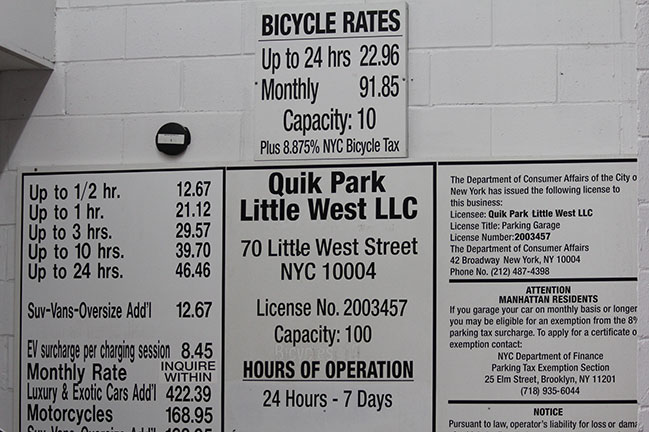 BICYCLE RATES
Up to 24 hrs 22.96
Monthly 91.85
Capacity: 10
Plus 8.875% NYC Bicycle Tax
Up to 1/2 hr. 12.67
Up to 1 hr. 21.12
Up to 3 hrs. 29.57
Up to 10 hrs. 39.70
Up to 24 hrs. 46.46
Suv-Vans-Oversize Add'l 12.67
EV surcharge per charging session 8.45
Monthly Rate INQUIRE WITHIN
Luxury & Exotic Cars Add'l 422.39
Motorcycles 168.95
Suv-Vans-Oversize Add'l
Quik Park
Little West LLC
70 Little West Street
NYC 10004
License No. 2003457
Capacity: 100
HOURS OF OPERATION
24 Hours - 7 Days
The Department of Consumer Affairs of the City o
New York has issued the following license to
this business:
Licensee: Quik Park Little West LLC
License Title: Parking Garage
License Number: 2003457
The Department of Consumer Affairs
42 Broadway New York, NY 10004
Phone No. (212) 487-4398
ATTENTION
MANHATTAN RESIDENTS
If you garage your car on monthly basis or longer
you may be eligible for an exemption from the 8%
parking tax surcharge. To apply for a certificate o
exemption contact:
NYC Department of Finance
Parking Tax Exemption Section
25 Elm Street, Brooklyn, NY 11201
(718) 935-6044
NOTICE
Pursuant to law, operator's liability for loss or dama